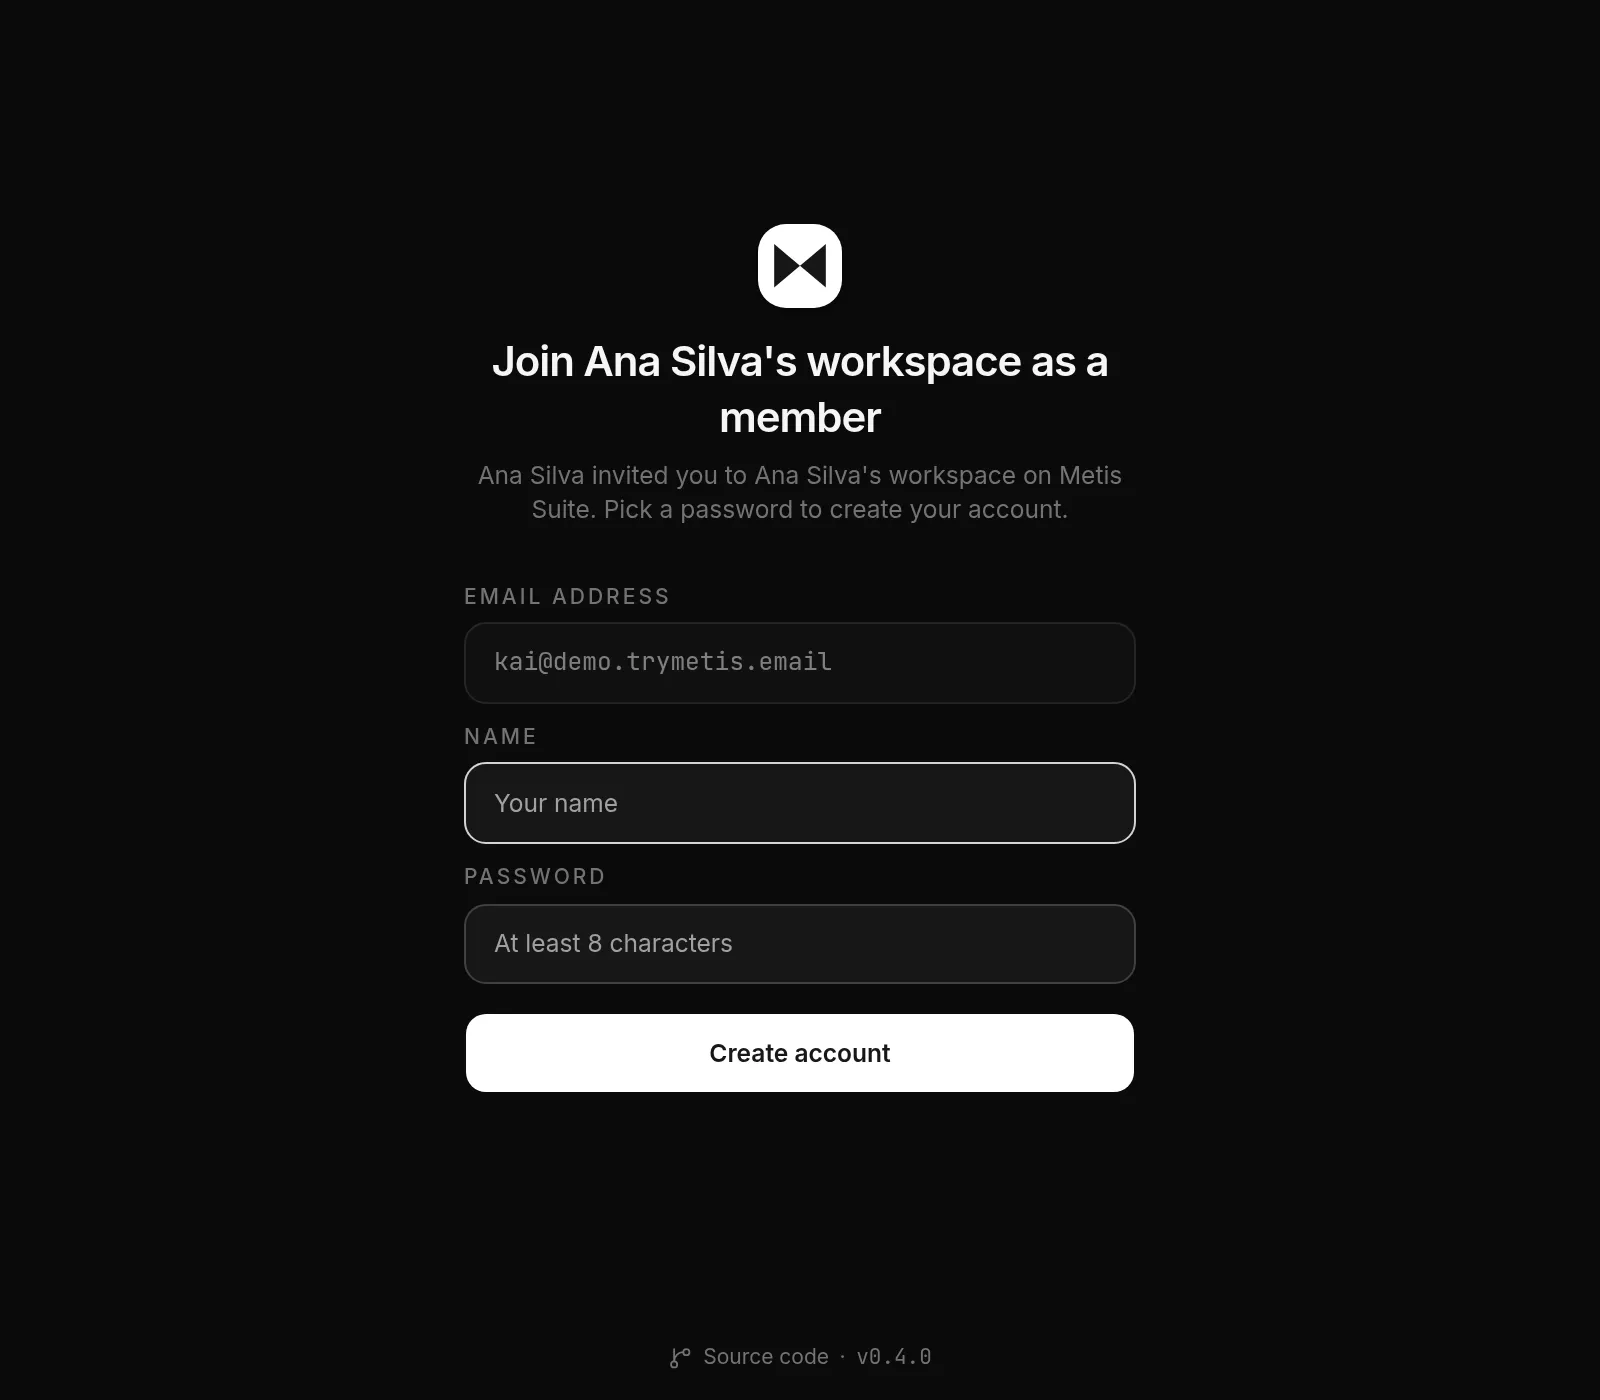 Join Ana Silva's workspace as a
member
Ana Silva invited you to Ana Silva's workspace on Metis
Suite. Pick a password to create your account.
EMAIL ADDRESS
kai@demo.trymetis.email
NAME
Your name
PASSWORD
At least 8 characters
Create account
Source code · v0.4.0